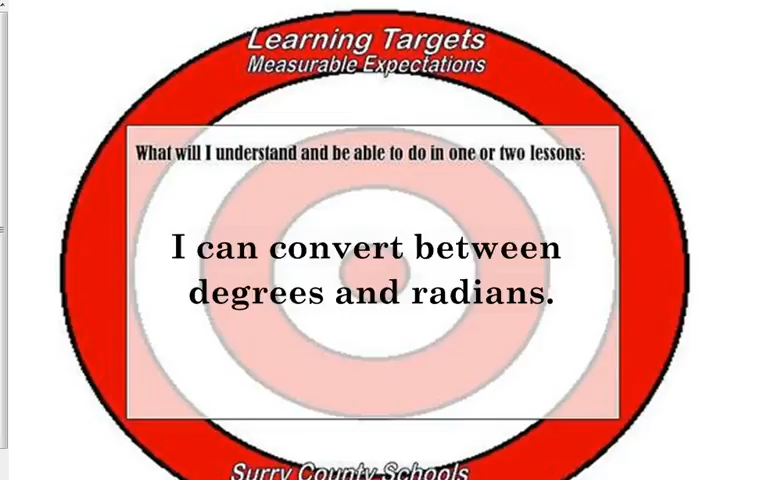 Learning Targets
Measurable Expectations
What will I understand and be able to do in one or two lessons:
I can convert between
degrees and radians.
Surry County Schools